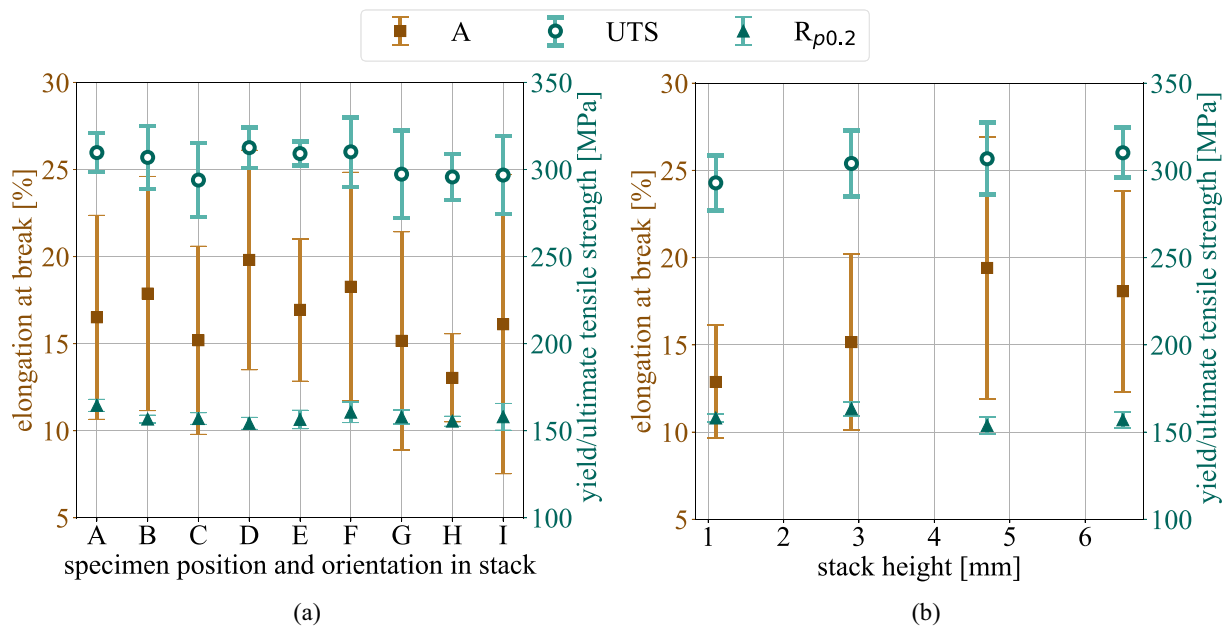 A UTS Rp0.2
30
25
20
15
10
5
elongation at break [%]
350
300
250
200
150
100
yield/ultimate tensile strength [MPa]
A B C D E F G H I
specimen position and orientation in stack
(a)
30
25
20
15
10
5
elongation at break [%]
350
300
250
200
150
100
yield/ultimate tensile strength [MPa]
1 2 3 4 5 6
stack height [mm]
(b)